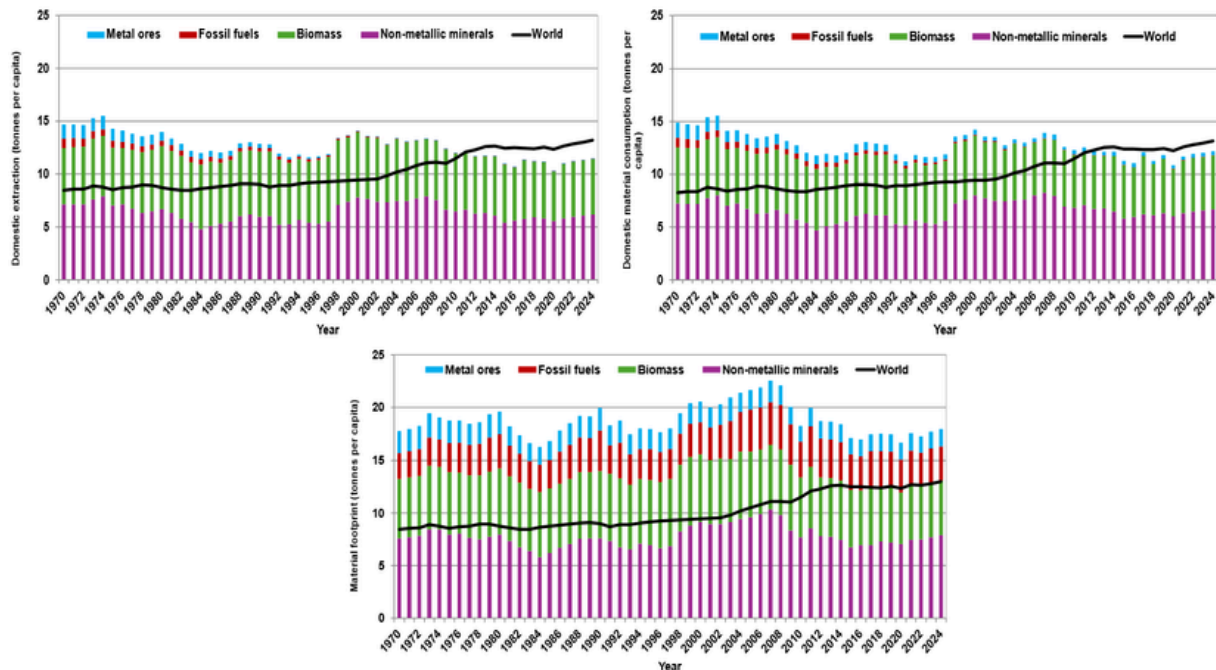 25
20
15
10
5
0
Domestic extraction (tonnes per capita)
Metal ores Fossil fuels Biomass Non-metallic minerals World
1970 1972 1974 1976 1978 1980 1982 1984 1986 1988 1990 1992 1994 1996 1998 2000 2002 2004 2006 2008 2010 2012 2014 2016 2018 2020 2022 2024
Year
25
20
15
10
5
0
Domestic material consumption (tonnes per
capita)
Metal ores Fossil fuels Biomass Non-metallic minerals World
1970 1972 1974 1976 1978 1980 1982 1984 1986 1988 1990 1992 1994 1996 1998 2000 2002 2004 2006 2008 2010 2012 2014 2016 2018 2020 2022 2024
Year
25
20
15
10
5
0
Material footprint (tonnes per capita)
Metal ores Fossil fuels Biomass Non-metallic minerals World
1970 1972 1974 1976 1978 1980 1982 1984 1986 1988 1990 1992 1994 1996 1998 2000 2002 2004 2006 2008 2010 2012 2014 2016 2018 2020 2022 2024
Year